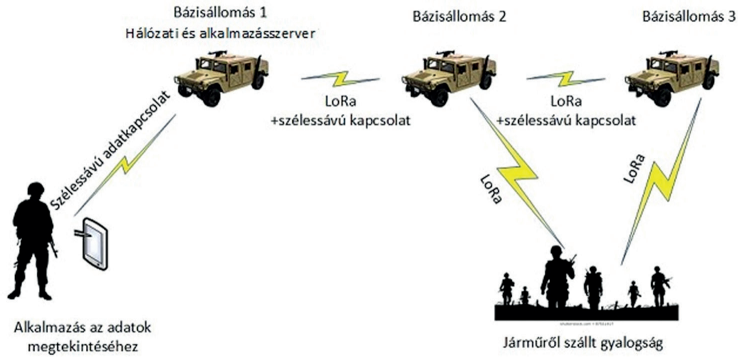 Bázisállomás 1
Hálózati és alkalmazásszerver
Bázisállomás 2
Bázisállomás 3
LoRa
+szélessávú kapcsolat
LoRa
+szélessávú kapcsolat
Szélessávú adatkapcsolat
LoRa
LoRa
Alkalmazás az adatok
megtekintéséhez
Járműről szállt gyalogság